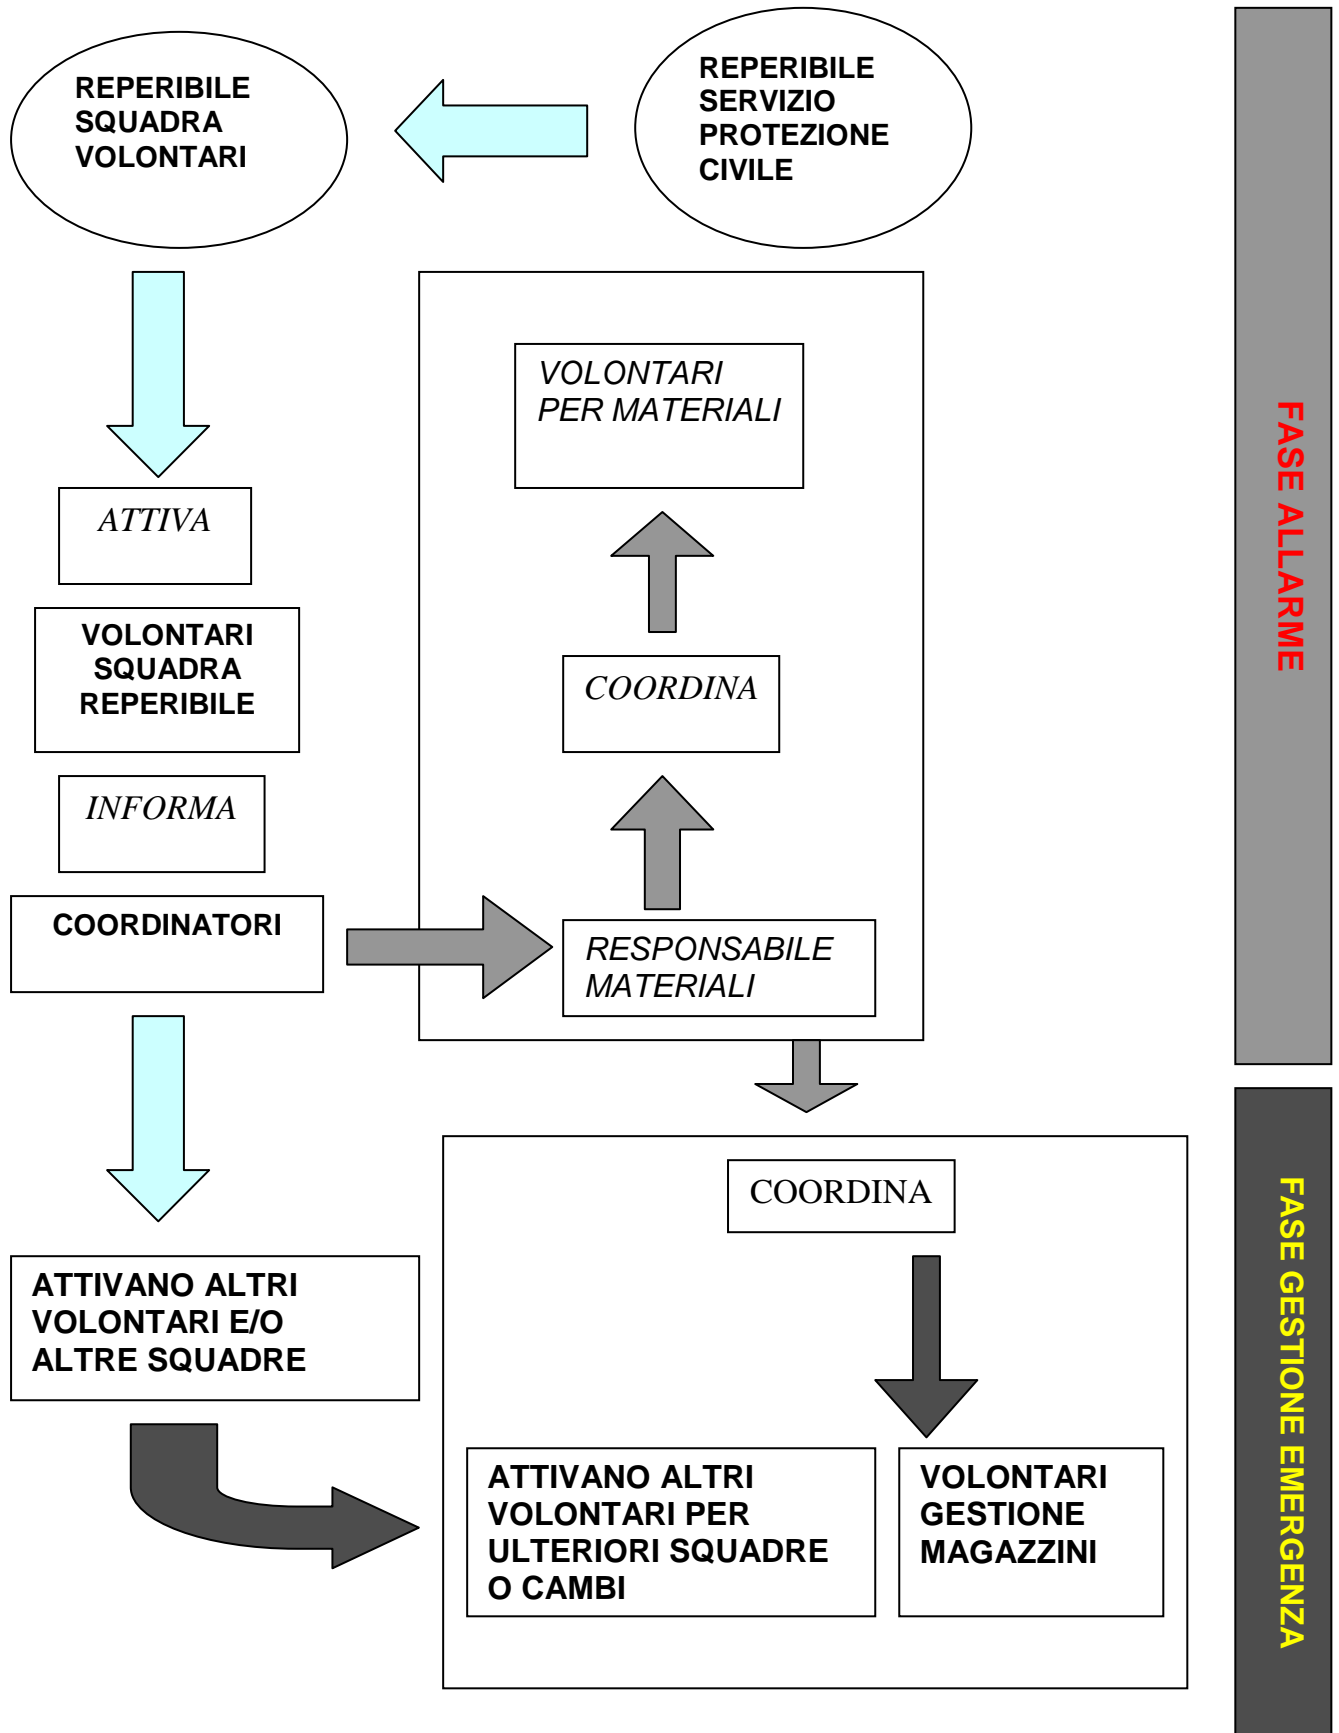 REPERIBILE
SQUADRA
VOLONTARI
REPERIBILE
SERVIZIO
PROTEZIONE
CIVILE
VOLONTARI
PER MATERIALI
ATTIVA
VOLONTARI
SQUADRA
REPERIBILE
COORDINA
INFORMA
COORDINATORI
RESPONSABILE
MATERIALI
FASE ALLARME
COORDINA
ATTIVANO ALTRI
VOLONTARI E/O
ALTRE SQUADRE
ATTIVANO ALTRI
VOLONTARI PER
ULTERIORI SQUADRE
O CAMBI
VOLONTARI
GESTIONE
MAGAZZINI
FASE GESTIONE EMERGENZA